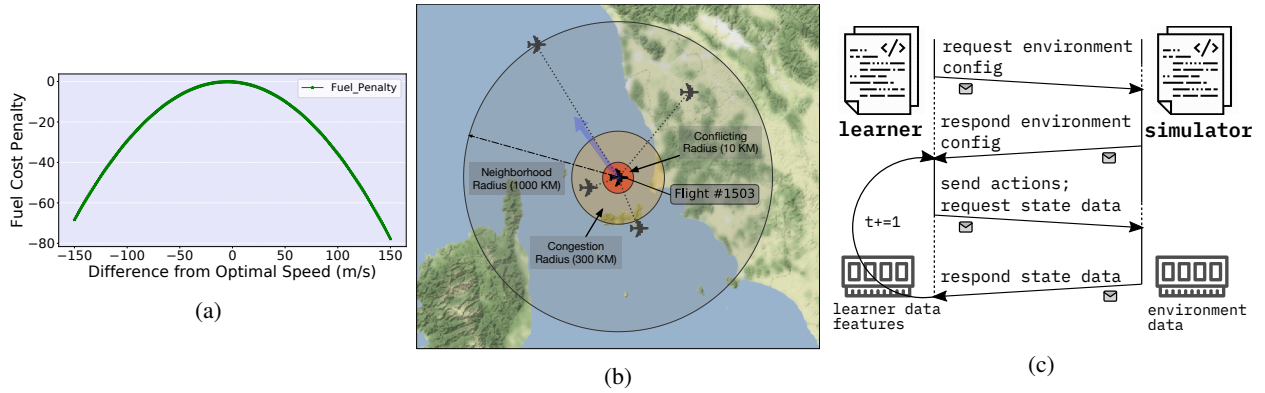 0
−20
−40
−60
−80
Fuel Cost Penalty
Fuel_Penalty
−150
−100
−50
0
50
100
150
Difference from Optimal Speed (m/s)
(a)
Conflicting
Radius (10 KM)
Neighborhood
Radius (1000 KM)
Flight #1503
Congestion
Radius (300 KM)
(b)
</>
</>
learner
simulator
request environment
config
respond environment
config
send actions;
request state data
t+=1
respond state data
learner data
features
environment
data
(c)